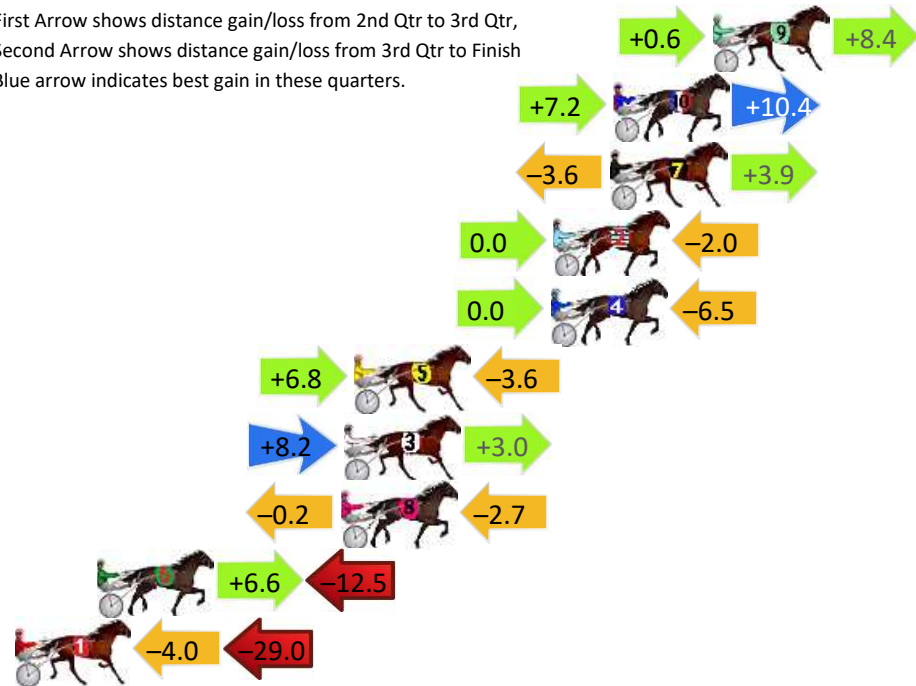 First Arrow shows distance gain/loss from 2nd Qtr to 3rd Qtr,
Second Arrow shows distance gain/loss from 3rd Qtr to Finish
Blue arrow indicates best gain in these quarters.
+0.6 9 +8.4
+7.2 10 +10.4
–3.6 7 +3.9
0.0 2 –2.0
0.0 4 –6.5
+6.8 5 –3.6
+8.2 3 +3.0
–0.2 8 –2.7
6 +6.6 –12.5
1 –4.0 –29.0